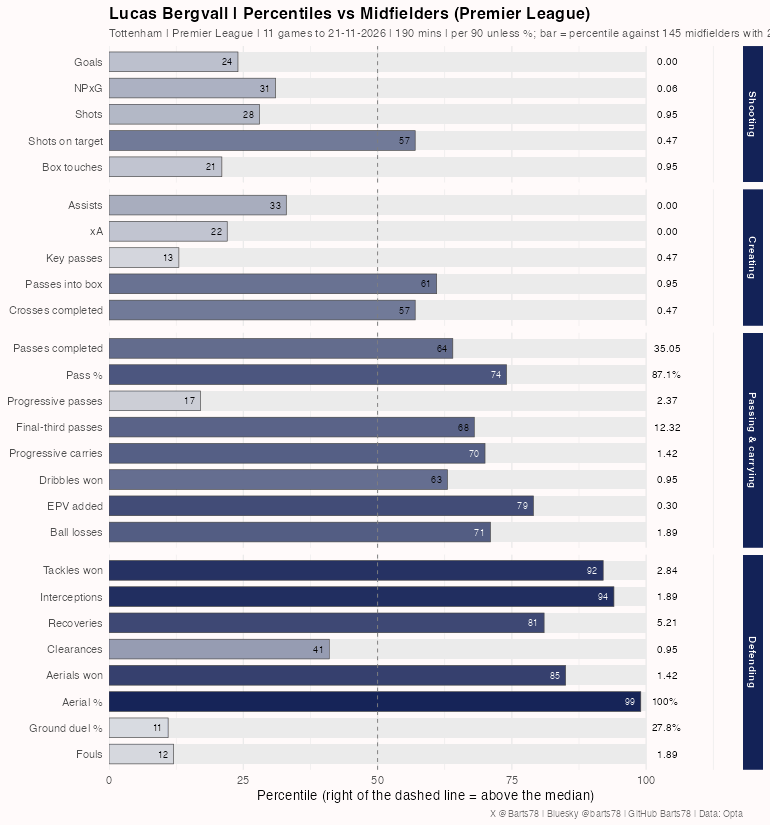 Lucas Bergvall | Percentiles vs Midfielders (Premier League)
Tottenham | Premier League | 11 games to 21-11-2026 | 190 mins | per 90 unless %; bar = percentile against 145 midfielders with
Goals 24 0.00
NPxG 31 0.06
Shots 28 0.95
Shots on target 57 0.47
Box touches 21 0.95
Shooting
Assists 33 0.00
xA 22 0.00
Key passes 13 0.47
Passes into box 61 0.95
Crosses completed 57 0.47
Creating
Passes completed 64 35.05
Pass % 74 87.1%
Progressive passes 17 2.37
Final-third passes 68 12.32
Progressive carries 70 1.42
Dribbles won 63 0.95
EPV added 79 0.30
Ball losses 71 1.89
Passing & carrying
Tackles won 92 2.84
Interceptions 94 1.89
Recoveries 81 5.21
Clearances 41 0.95
Aerials won 85 1.42
Aerial % 99 100%
Ground duel % 11 27.8%
Fouls 12 1.89
Defending
0 25 50 75 100
Percentile (right of the dashed line = above the median)
X @Barts78 | Bluesky @barts78 | GitHub Barts78 | Data: Opta